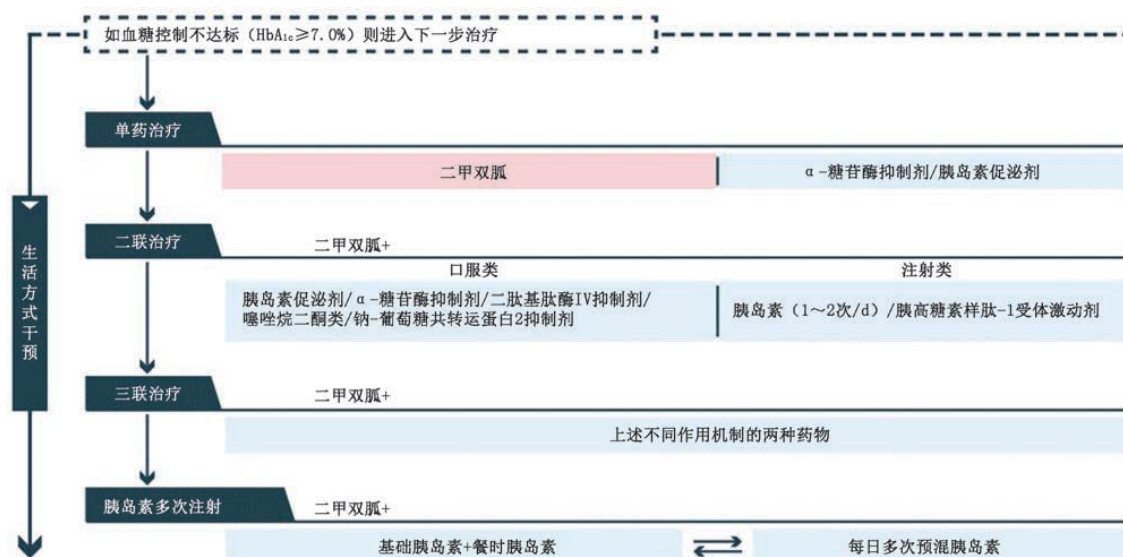 如血糖控制不达标（HbA₁c≥7.0%）则进入下一步治疗
单药治疗
二甲双胍
α-糖苷酶抑制剂/胰岛素促泌剂
生活方式干预
二联治疗
二甲双胍+
口服类
注射类
胰岛素促泌剂/α-糖苷酶抑制剂/二肽基肽酶IV抑制剂/
噻唑烷二酮类/钠-葡萄糖共转运蛋白2抑制剂
胰岛素（1～2次/d）/胰高糖素样肽-1受体激动剂
三联治疗
二甲双胍+
上述不同作用机制的两种药物
胰岛素多次注射
二甲双胍+
基础胰岛素+餐时胰岛素
每日多次预混胰岛素